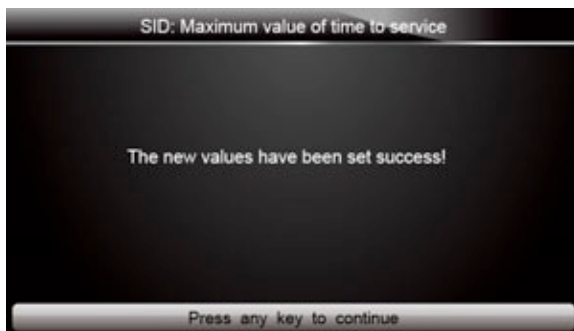 SID: Maximum value of time to service
The new values have been set success!
Press any key to continue